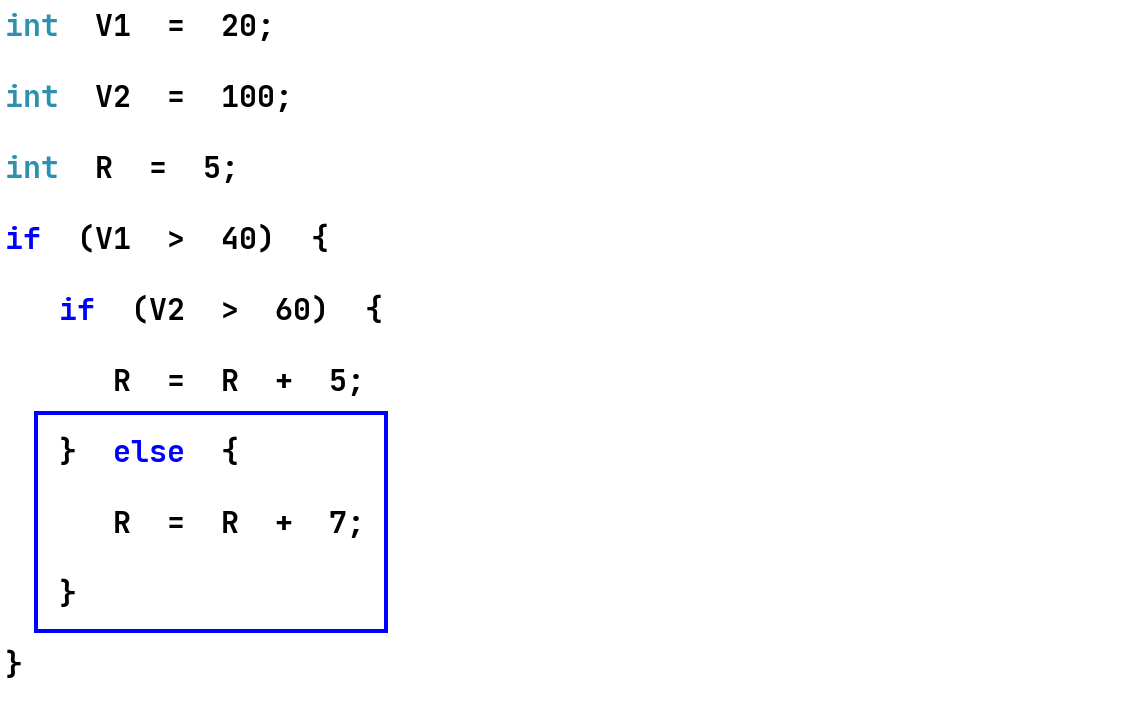 int V1 = 20;
int V2 = 100;
int R = 5;
if (V1 > 40) {
if (V2 > 60) {
R = R + 5;
} else {
R = R + 7;
}
}